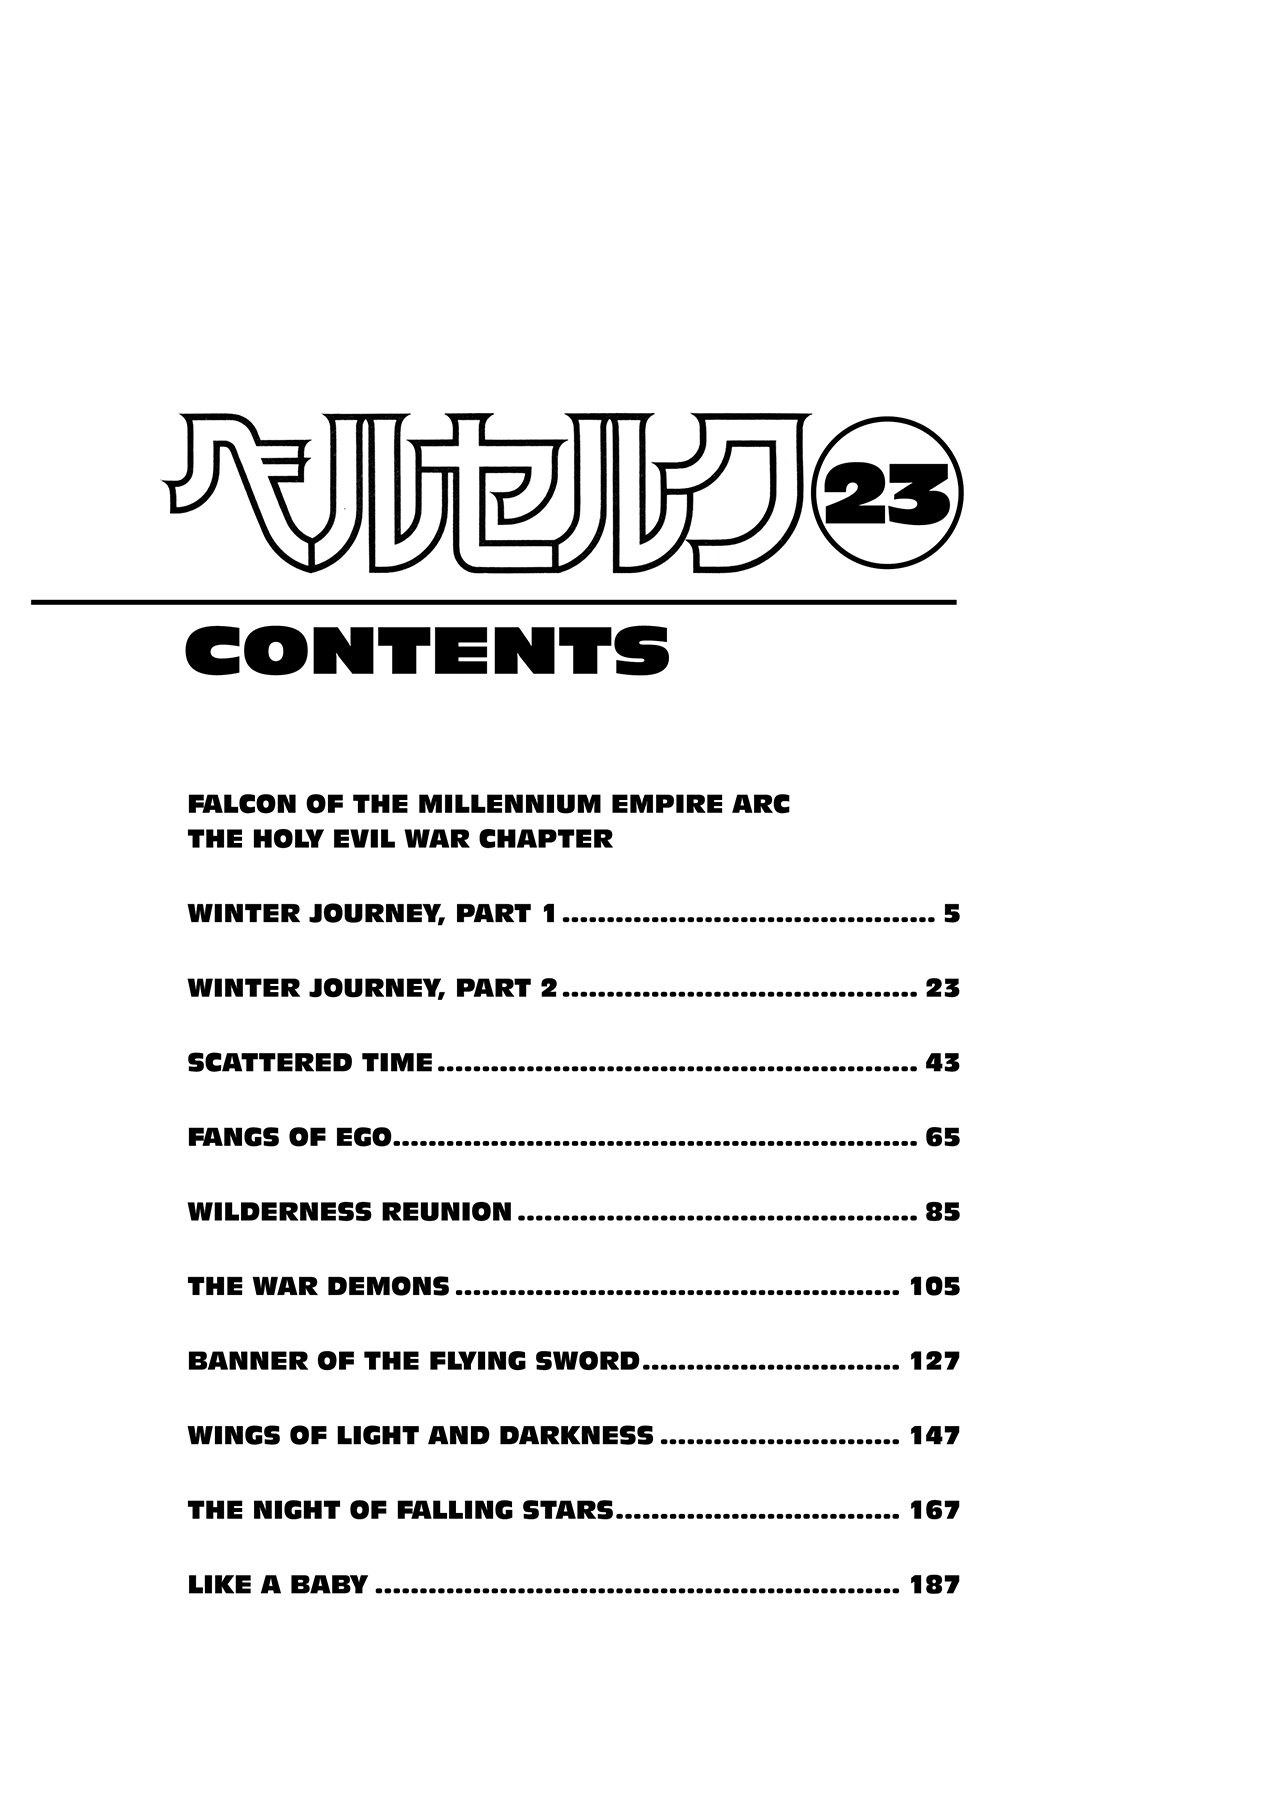 ベルセルク 23
CONTENTS
FALCON OF THE MILLENNIUM EMPIRE ARC
THE HOLY EVIL WAR CHAPTER
WINTER JOURNEY, PART 1 ........................................ 5
WINTER JOURNEY, PART 2 ........................................ 23
SCATTERED TIME ........................................ 43
FANGS OF EGO ........................................ 65
WILDERNESS REUNION ........................................ 85
THE WAR DEMONS ........................................ 105
BANNER OF THE FLYING SWORD ........................................ 127
WINGS OF LIGHT AND DARKNESS ........................................ 147
THE NIGHT OF FALLING STARS ........................................ 167
LIKE A BABY ........................................ 187